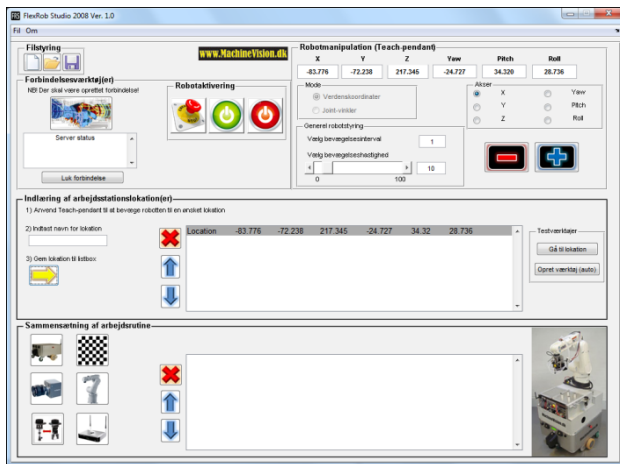 FlexRob Studio 2008 Ver. 1.0
Fil Om
Filstyring
www.MachineVision.dk
Forbindelsesværktøj(er)
NB! Der skal være oprettet forbindelse!
Server status
Luk forbindelse
Robotaktivering
Robotmanipulation (Teach-pendant)
X Y Z Yaw Pitch Roll
-83.776 -72.238 217.345 -24.727 34.320 28.736
Mode
Verdenskoordinater
Joint-vinkler
Akser
X Yaw
Y Pitch
Z Roll
Generel robotstyring
Vælg bevægelsesinterval 1
Vælg bevægelseshastighed
10
0 100
Indlæring af arbejdsstationslokation(er)
1) Anvend Teach-pendant til at bevæge robotten til en ønsket lokation
2) Indtast navn for lokation
3) Gem lokation til listbox
Location -83.776 -72.238 217.345 -24.727 34.32 28.736
Testværktøjer
Gå til lokation
Opret værktøj (auto)
Sammensætning af arbejdsrutine